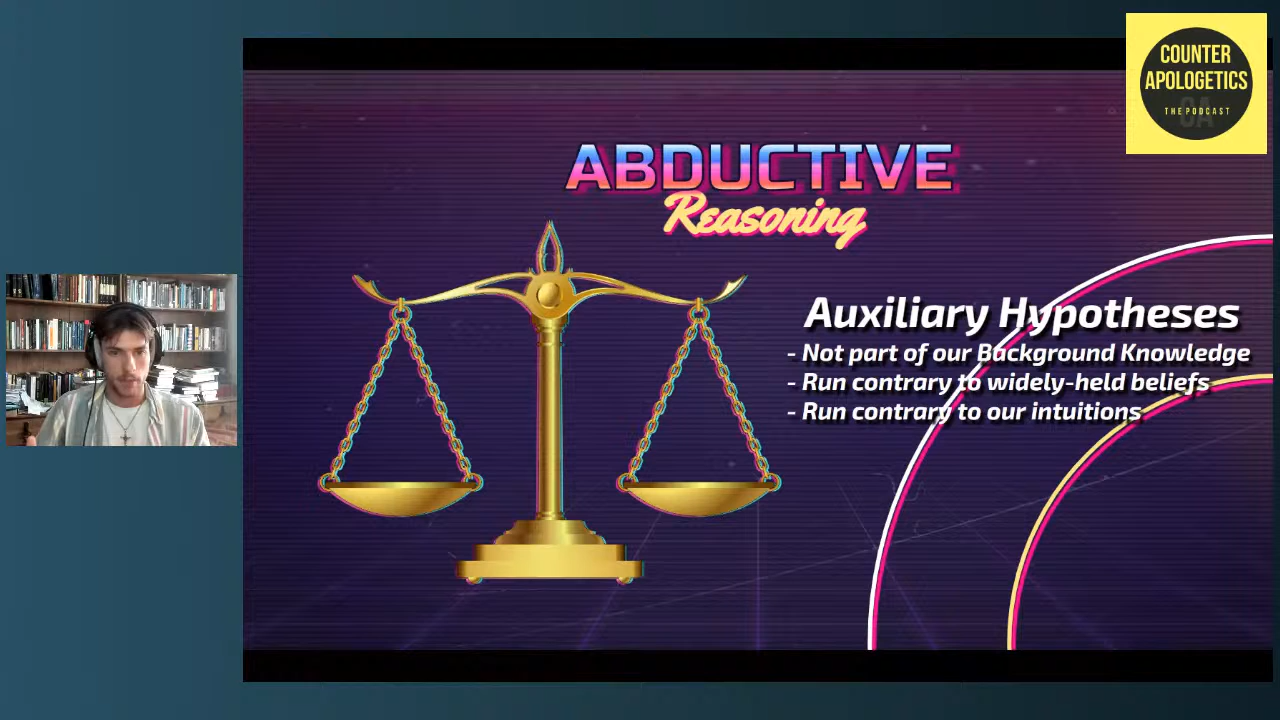 COUNTER
APOLOGETICS
THE PODCAST
CA
ABDUCTIVE
Reasoning
Auxiliary Hypotheses
- Not part of our Background Knowledge
- Run contrary to widely-held beliefs
- Run contrary to our intuitions